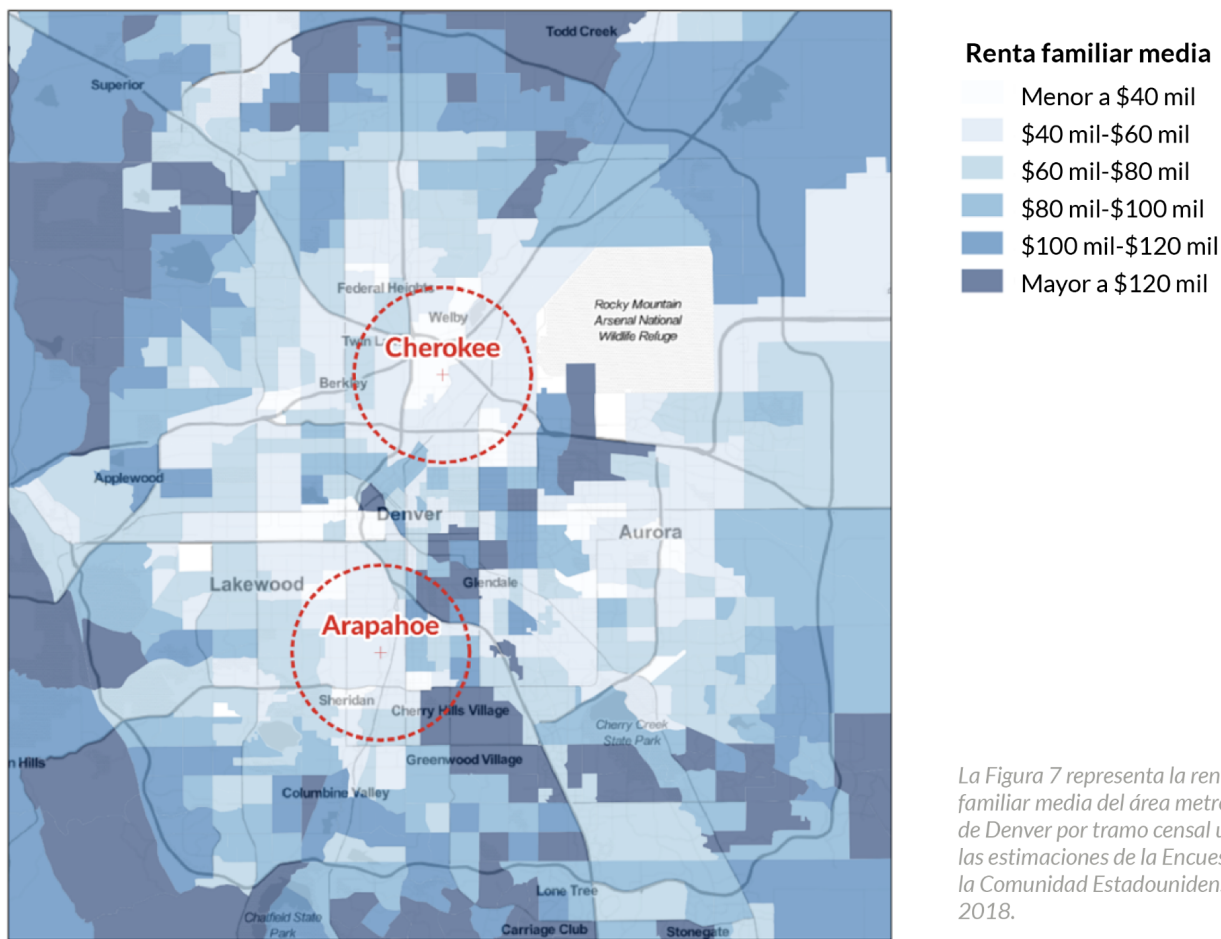 Todd Creek
Superior
Federal Heights
Welby
Cherokee
Berkley
Rocky Mountain
Arsenal National
Wildlife Refuge
Applewood
Denver
Aurora
Lakewood
Glendale
Arapahoe
Sheridan
Cherry Hills Village
Cherry Creek
State Park
Greenwood Village
n Hills
Columbine Valley
Lone Tree
Chatfield State
Park
Carriage Club
Stonegate
Renta familiar media
Menor a $40 mil
$40 mil-$60 mil
$60 mil-$80 mil
$80 mil-$100 mil
$100 mil-$120 mil
Mayor a $120 mil
La Figura 7 representa la ren
familiar media del área metr
de Denver por tramo censal u
las estimaciones de la Encues
la Comunidad Estadouniden
2018.